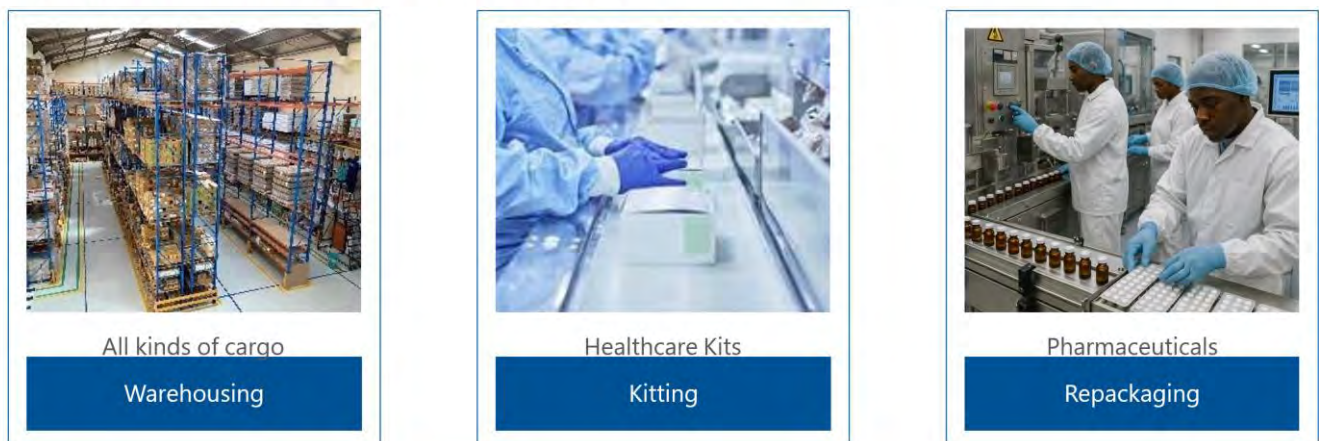 All kinds of cargo
Warehousing
Healthcare Kits
Kitting
Pharmaceuticals
Repackaging